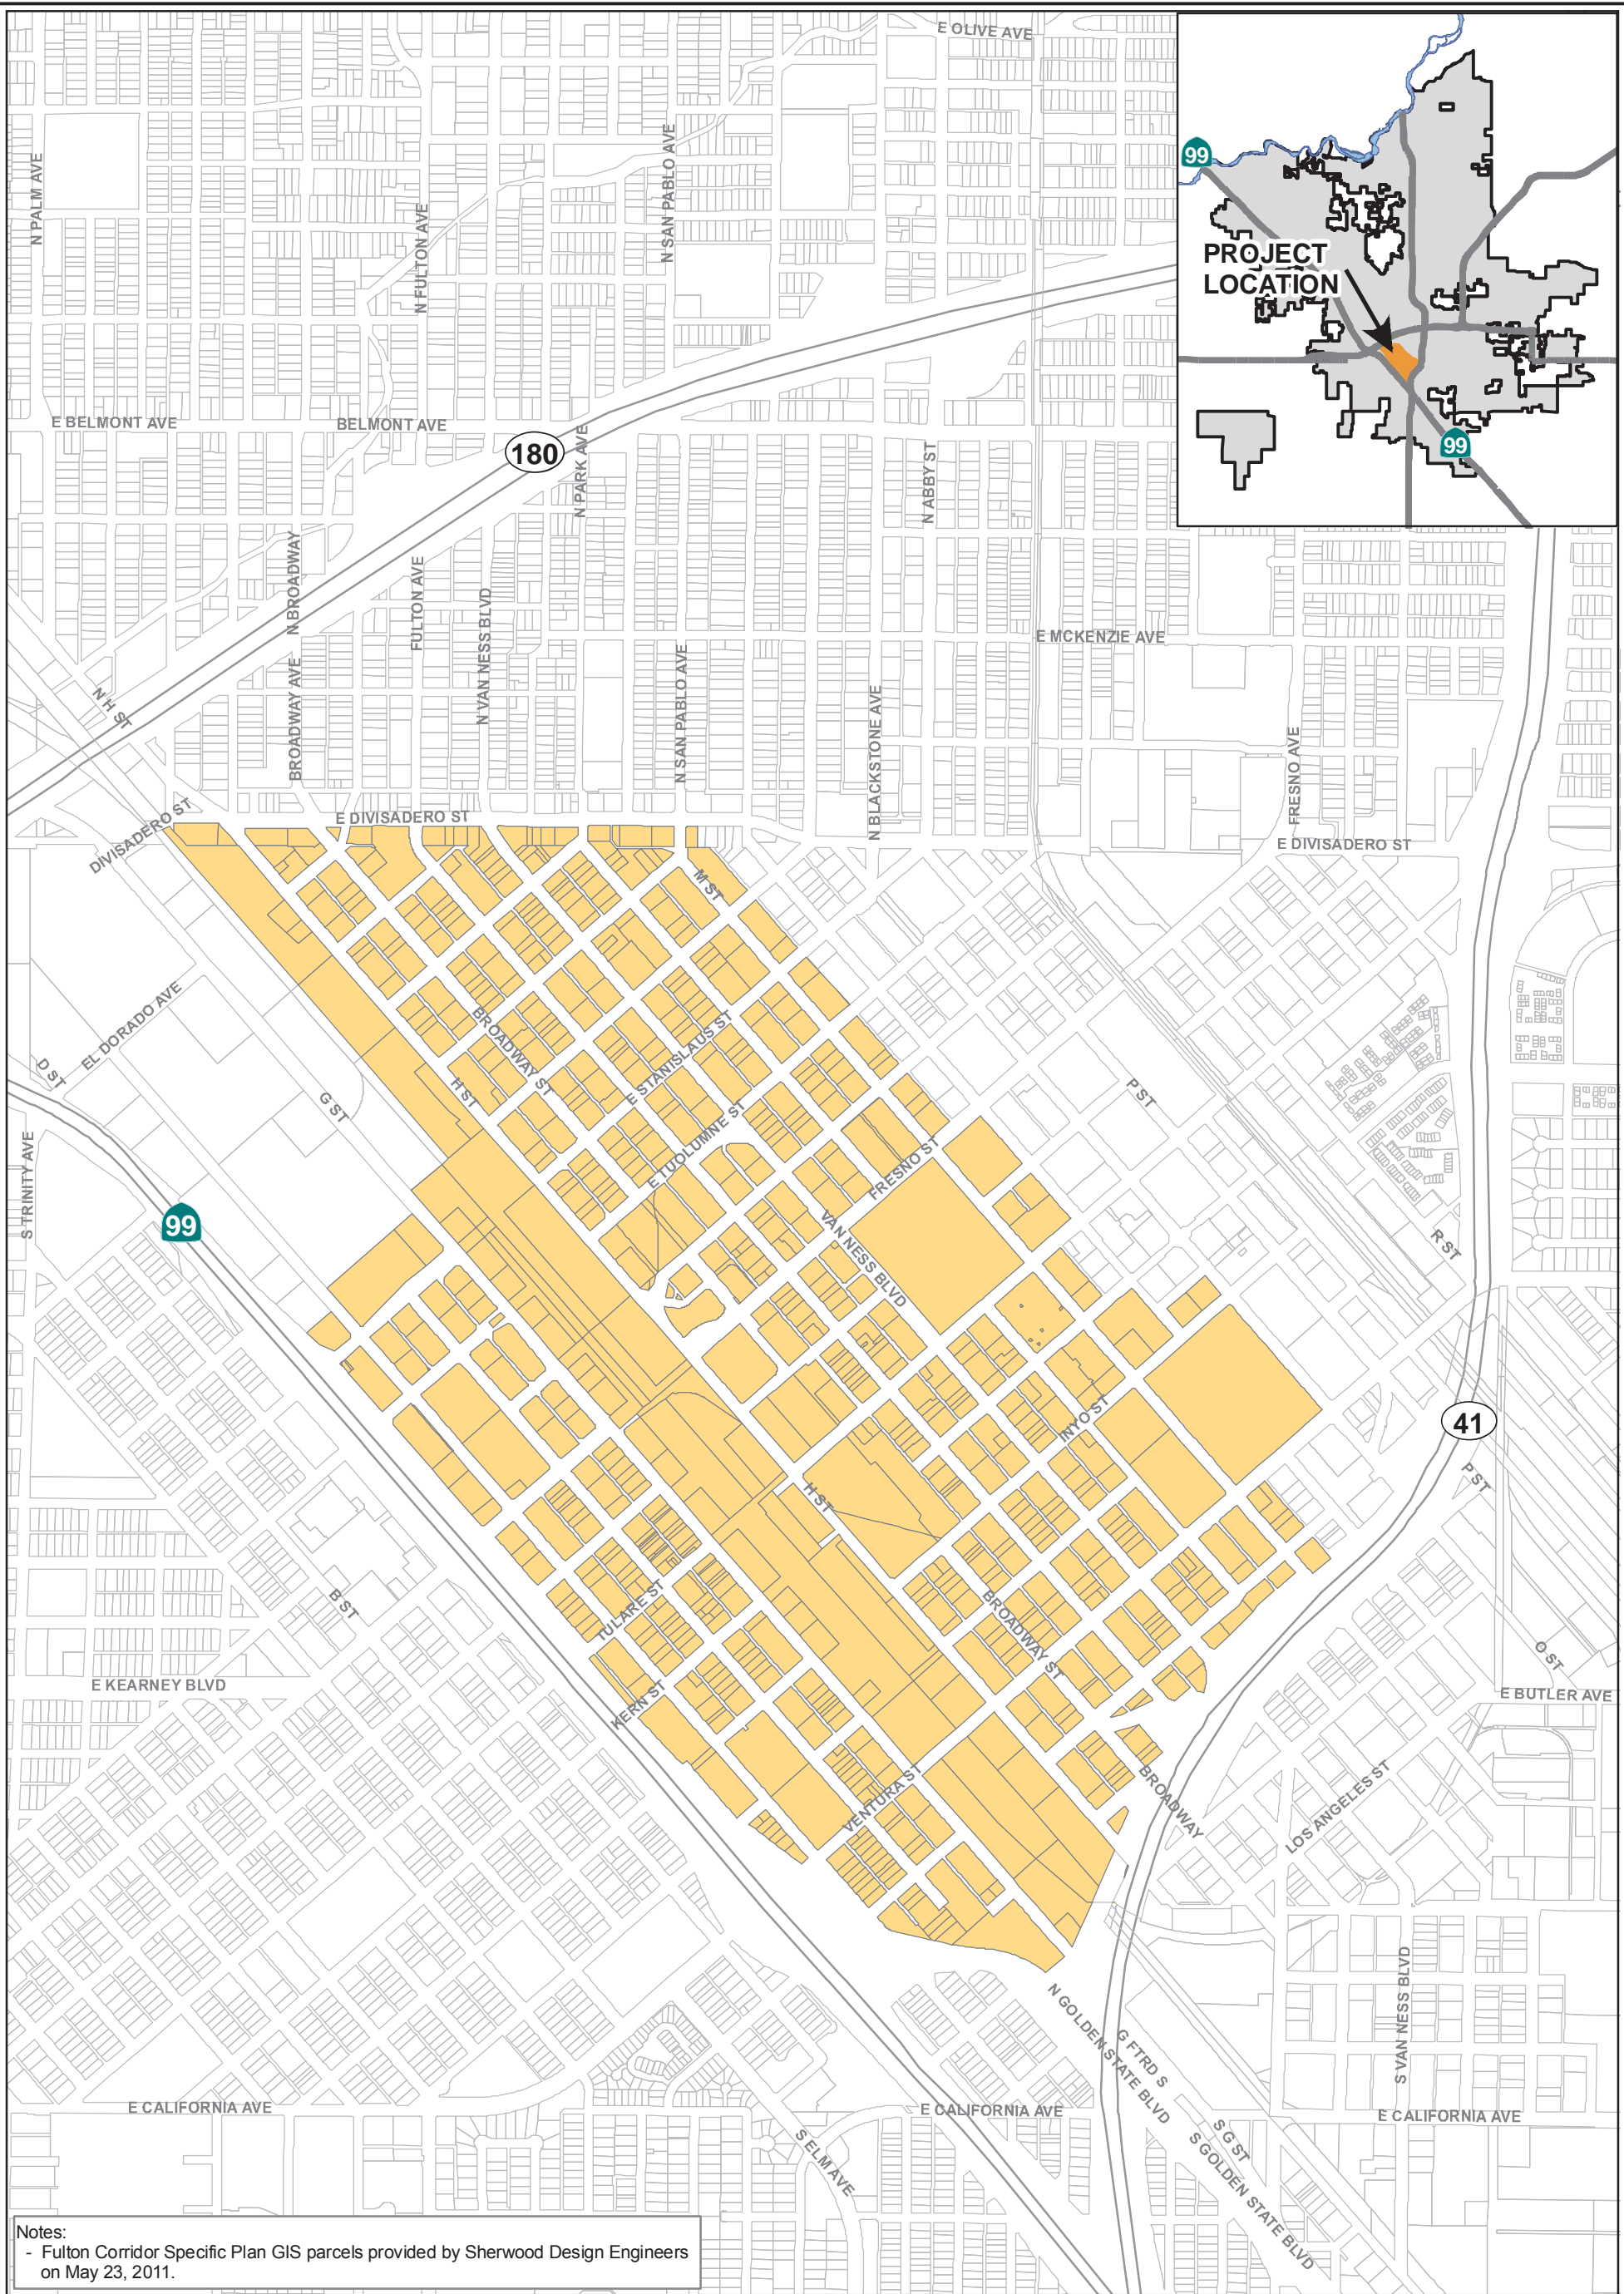 E OLIVE AVE
99
PROJECT
LOCATION
99
N PALM AVE
N FULTON AVE
N SAN PABLO AVE
E BELMONT AVE
BELMONT AVE
180
N PARK AVE
N ABBY ST
N BROADWAY
FULTON AVE
N VAN NESS BLVD
E MCKENZIE AVE
N H ST
BROADWAY AVE
N SAN PABLO AVE
N BLACKSTONE AVE
FRESNO AVE
DIVISADERO ST
E DIVISADERO ST
E DIVISADERO ST
M ST
EL DORADO AVE
D ST
G ST
H ST
BROADWAY ST
E STANISLAUS ST
E TUOLUMNE ST
P ST
S TRINITY AVE
99
FRESNO ST
VAN NESS BLVD
R ST
41
INYO ST
P ST
H ST
B ST
TULARE ST
BROADWAY ST
O ST
E KEARNEY BLVD
KERN ST
E BUTLER AVE
VENTURA ST
BROADWAY
LOS ANGELES ST
N GOLDEN STATE BLVD
G FTRD S
S VAN NESS BLVD
E CALIFORNIA AVE
E CALIFORNIA AVE
E CALIFORNIA AVE
S ELM AVE
S G ST
S GOLDEN STATE BLVD
Notes:
- Fulton Corridor Specific Plan GIS parcels provided by Sherwood Design Engineers
on May 23, 2011.